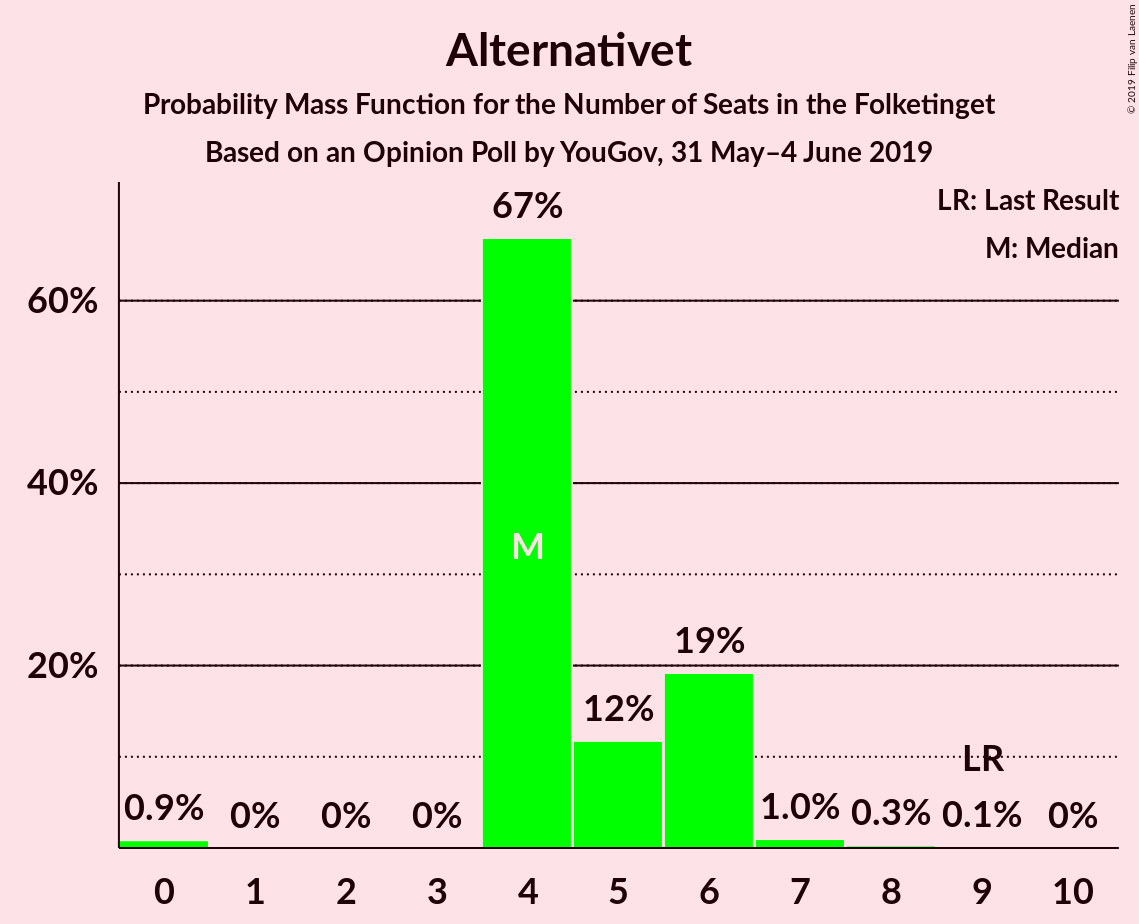 Alternativet
Probability Mass Function for the Number of Seats in the Folketinget
Based on an Opinion Poll by YouGov, 31 May–4 June 2019
© 2019 Filip van Laenen
LR: Last Result
M: Median
67%
60%
40%
M
19%
20%
12%
LR
0.9%
0%
0%
0%
1.0%
0.3%
0.1%
0%
0 1 2 3 4 5 6 7 8 9 10